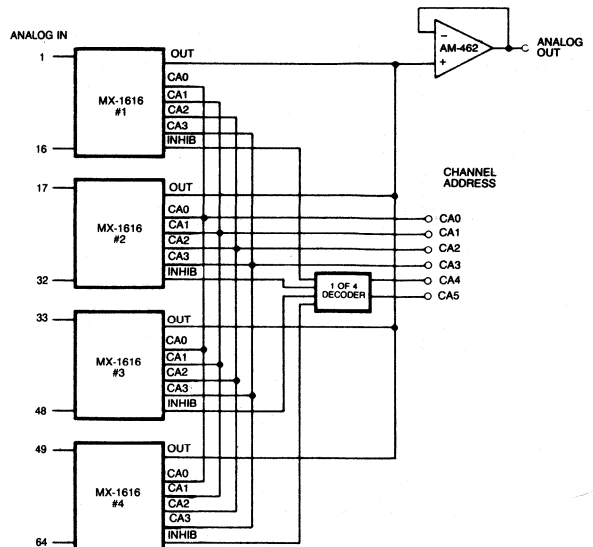 ANALOG IN
1
16
MX-1616
#1
OUT
CA0
CA1
CA2
CA3
INHIB
17
32
MX-1616
#2
OUT
CA0
CA1
CA2
CA3
INHIB
33
48
MX-1616
#3
OUT
CA0
CA1
CA2
CA3
INHIB
49
64
MX-1616
#4
OUT
CA0
CA1
CA2
CA3
INHIB
1 OF 4
DECODER
−
AM-462
+
ANALOG
OUT
CHANNEL
ADDRESS
CA0
CA1
CA2
CA3
CA4
CA5